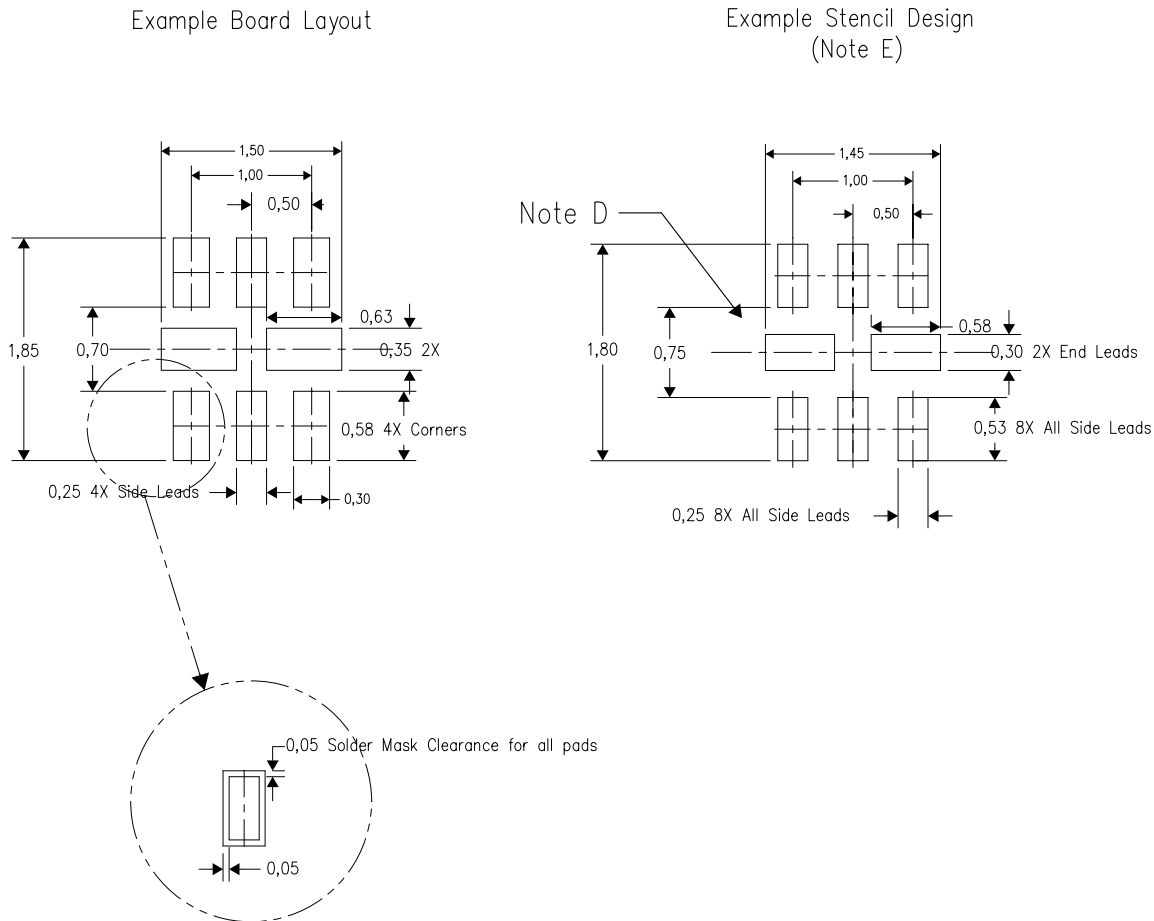 Example Board Layout
Example Stencil Design
(Note E)
1,50
1,00
0,50
0,63
1,85
0,70
0,35 2X
0,58 4X Corners
0,25 4X Side Leads
0,30
1,45
1,00
0,50
Note D
0,58
1,80
0,75
0,30 2X End Leads
0,53 8X All Side Leads
0,25 8X All Side Leads
0,05 Solder Mask Clearance for all pads
0,05